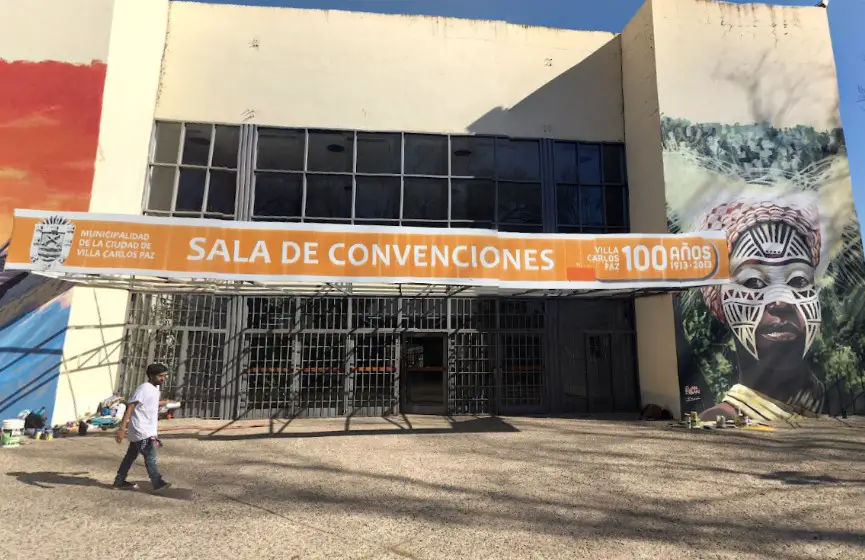 MUNICIPALIDAD
DE LA CIUDAD DE
VILLA CARLOS PAZ
SALA DE CONVENCIONES
VILLA
CARLOS
PAZ
100 AÑOS
1913-2013